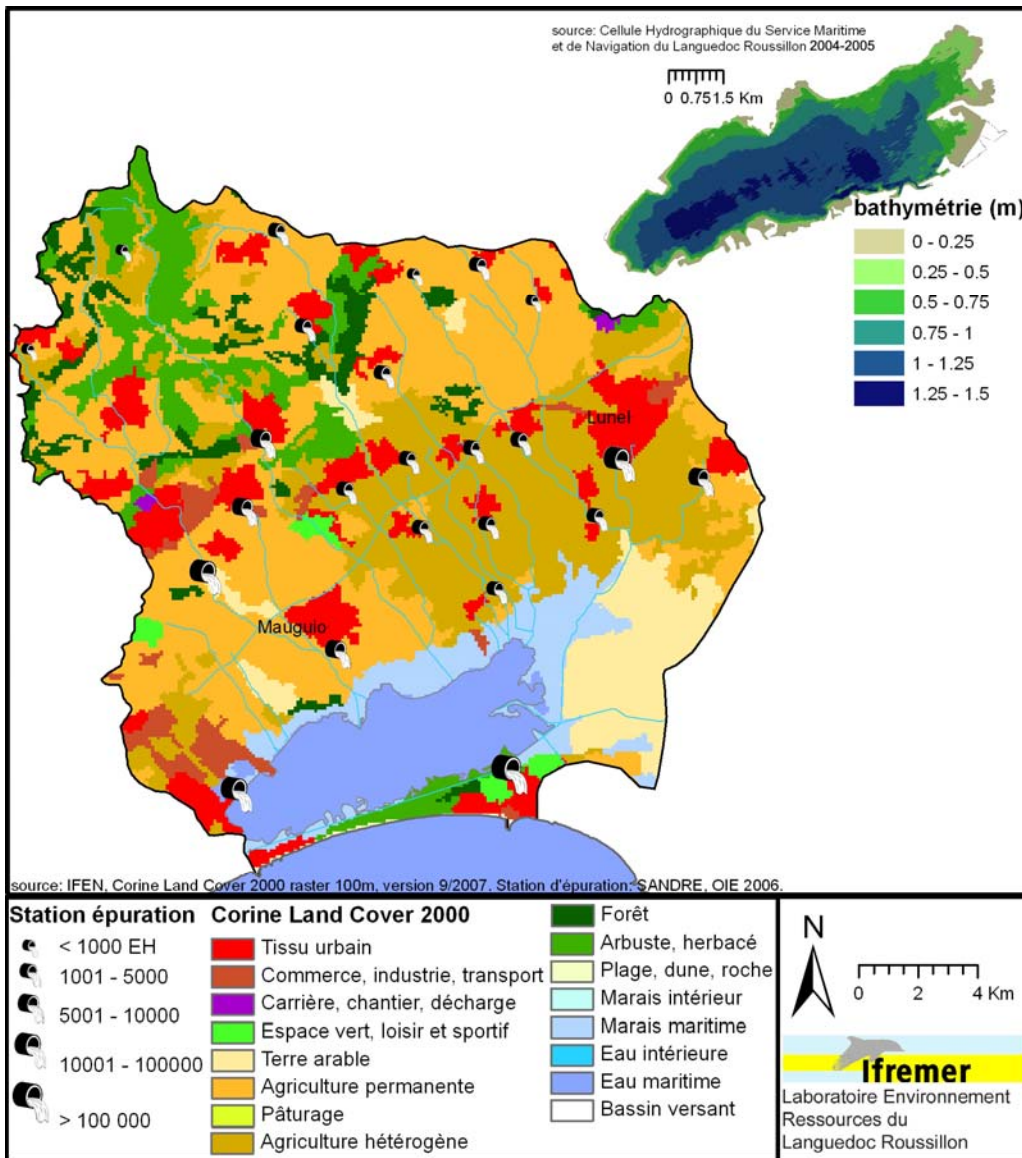 source: Cellule Hydrographique du Service Maritime
et de Navigation du Languedoc Roussillon 2004-2005
0 0.751.5 Km
bathymétrie (m)
0 - 0.25
0.25 - 0.5
0.5 - 0.75
0.75 - 1
1 - 1.25
1.25 - 1.5
Lunel
Mauguio
source: IFEN, Corine Land Cover 2000 raster 100m, version 9/2007. Station d'épuration: SANDRE, OIE 2006.
Station épuration
< 1000 EH
1001 - 5000
5001 - 10000
10001 - 100000
> 100 000
Corine Land Cover 2000
Tissu urbain
Commerce, industrie, transport
Carrière, chantier, décharge
Espace vert, loisir et sportif
Terre arable
Agriculture permanente
Pâturage
Agriculture hétérogène
Forêt
Arbuste, herbacé
Plage, dune, roche
Marais intérieur
Marais maritime
Eau intérieure
Eau maritime
Bassin versant
N
0 2 4 Km
Ifremer
Laboratoire Environnement
Ressources du
Languedoc Roussillon